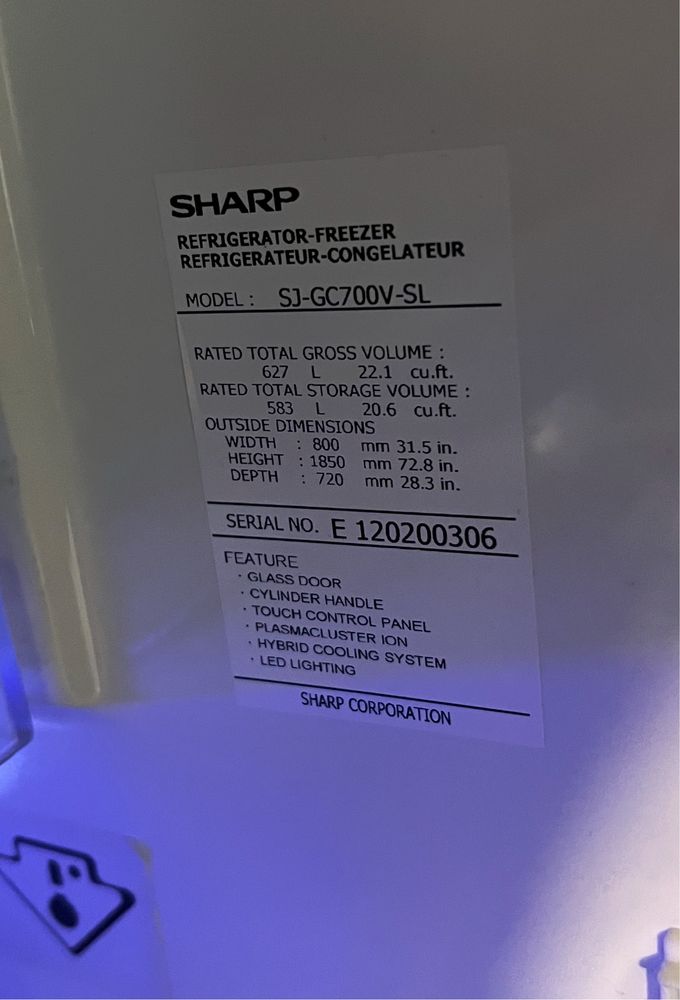 SHARP
REFRIGERATOR-FREEZER
REFRIGERATEUR-CONGELATEUR
MODEL : SJ-GC700V-SL
RATED TOTAL GROSS VOLUME :
627 L 22.1 cu.ft.
RATED TOTAL STORAGE VOLUME :
583 L 20.6 cu.ft.
OUTSIDE DIMENSIONS
WIDTH : 800 mm 31.5 in.
HEIGHT : 1850 mm 72.8 in.
DEPTH : 720 mm 28.3 in.
SERIAL NO. E 120200306
FEATURE
· GLASS DOOR
· CYLINDER HANDLE
· TOUCH CONTROL PANEL
· PLASMACLUSTER ION
· HYBRID COOLING SYSTEM
· LED LIGHTING
SHARP CORPORATION